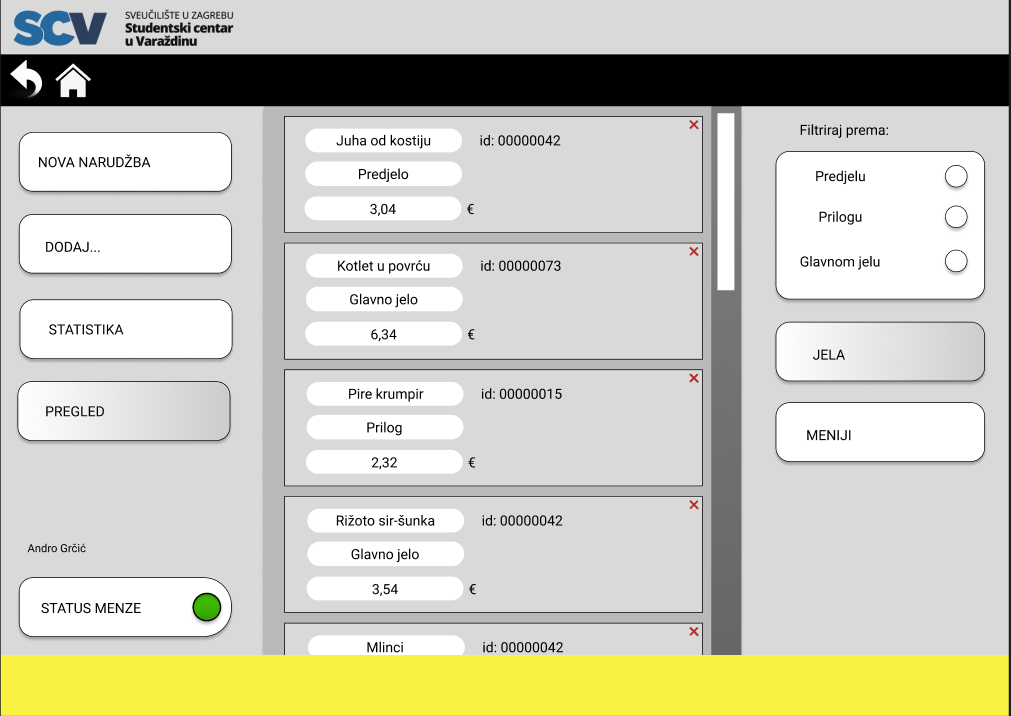 SCV
SVEUČILIŠTE U ZAGREBU
Studentski centar
u Varaždinu
NOVA NARUDŽBA
DODAJ...
STATISTIKA
PREGLED
Andro Grčić
STATUS MENZE
Juha od kostiju id: 00000042
Predjelo
3,04 €
Kotlet u povrću id: 00000073
Glavno jelo
6,34 €
Pire krumpir id: 00000015
Prilog
2,32 €
Rižoto sir-šunka id: 00000042
Glavno jelo
3,54 €
Mlinci id: 00000042
Filtriraj prema:
Predjelu
Prilogu
Glavnom jelu
JELA
MENIJI